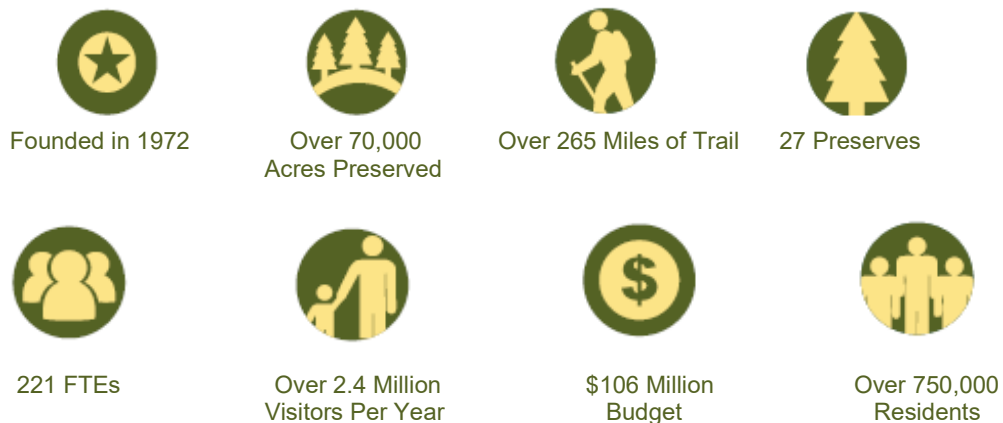 Founded in 1972
Over 70,000
Acres Preserved
Over 265 Miles of Trail
27 Preserves
$
221 FTEs
Over 2.4 Million
Visitors Per Year
$106 Million
Budget
Over 750,000
Residents